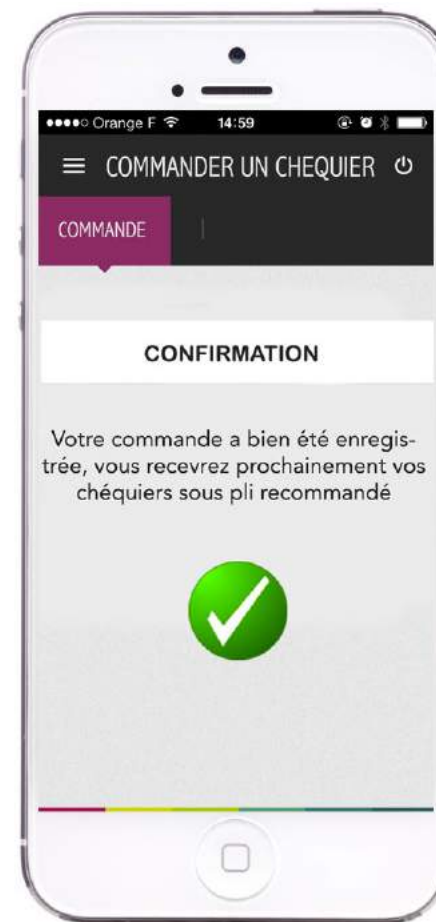 Orange F 14:59
COMMANDER UN CHEQUIER
COMMANDE
CONFIRMATION
Votre commande a bien été enregis-
trée, vous recevrez prochainement vos
chéquiers sous pli recommandé